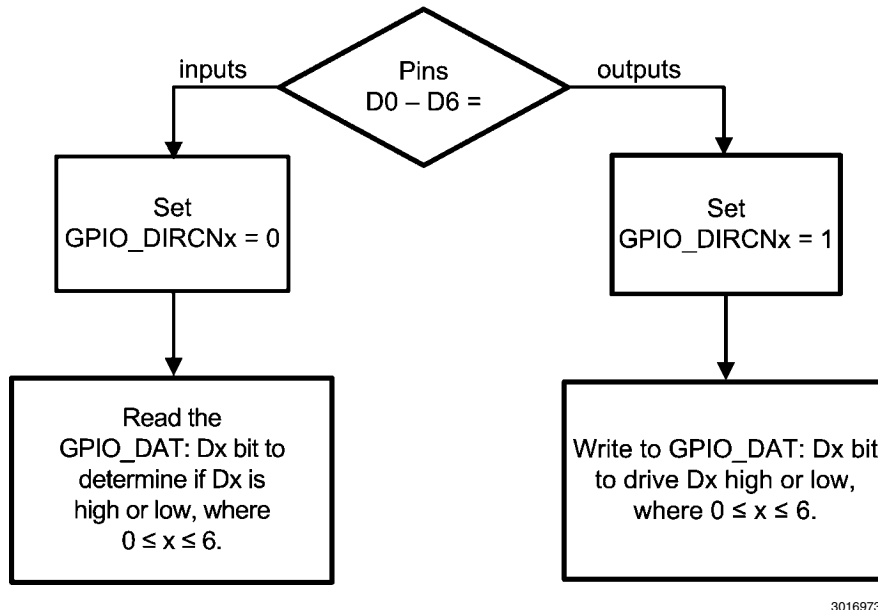 inputs
Pins
D0 – D6 =
outputs
Set
GPIO_DIRCNx = 0
Set
GPIO_DIRCNx = 1
Read the
GPIO_DAT: Dx bit to
determine if Dx is
high or low, where
0 ≤ x ≤ 6.
Write to GPIO_DAT: Dx bit
to drive Dx high or low,
where 0 ≤ x ≤ 6.
3016973